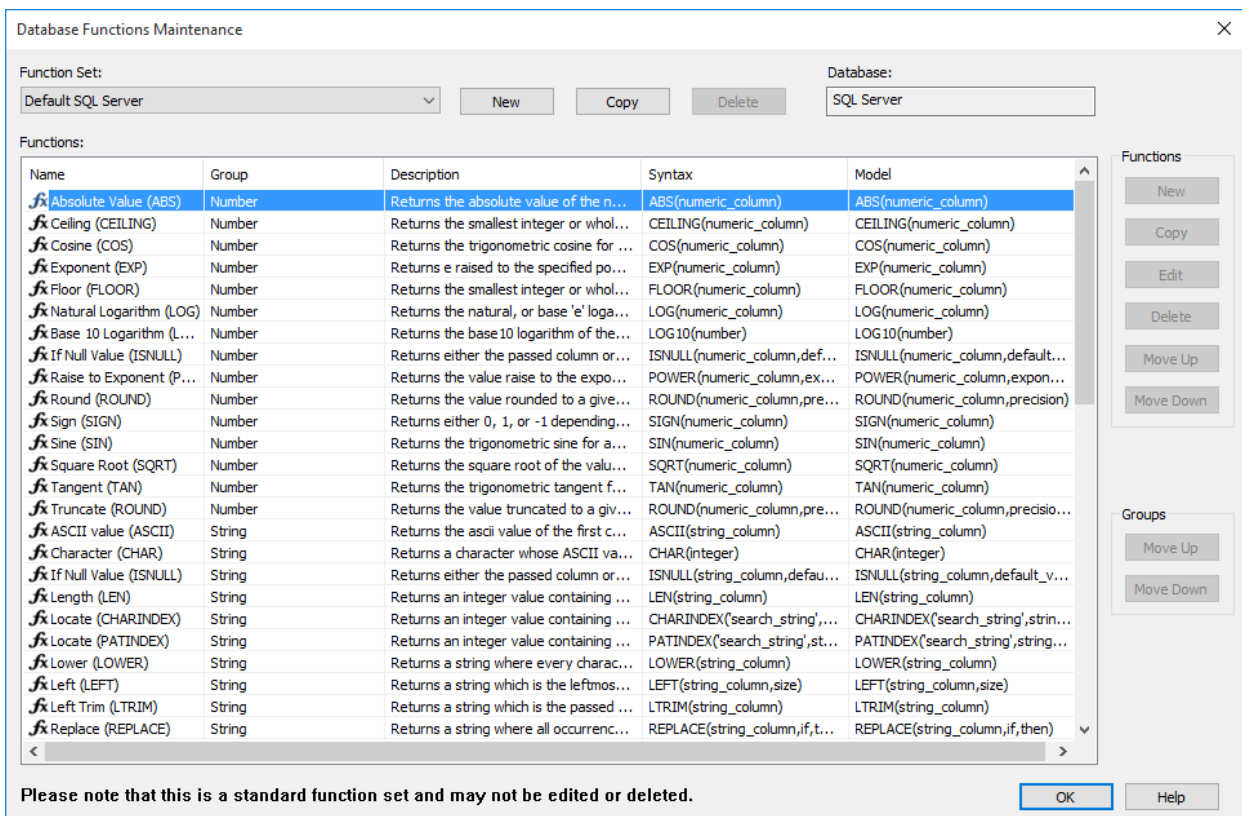 Database Functions Maintenance
Function Set: Database:
Default SQL Server New Copy Delete SQL Server
Functions:
Name Group Description Syntax Model
Absolute Value (ABS) Number Returns the absolute value of the n... ABS(numeric_column) ABS(numeric_column)
Ceiling (CEILING) Number Returns the smallest integer or whol... CEILING(numeric_column) CEILING(numeric_column)
Cosine (COS) Number Returns the trigonometric cosine for ... COS(numeric_column) COS(numeric_column)
Exponent (EXP) Number Returns e raised to the specified po... EXP(numeric_column) EXP(numeric_column)
Floor (FLOOR) Number Returns the smallest integer or whol... FLOOR(numeric_column) FLOOR(numeric_column)
Natural Logarithm (LOG) Number Returns the natural, or base 'e' loga... LOG(numeric_column) LOG(numeric_column)
Base 10 Logarithm (L... Number Returns the base10 logarithm of the... LOG10(number) LOG10(number)
If Null Value (ISNULL) Number Returns either the passed column or... ISNULL(numeric_column,def... ISNULL(numeric_column,default...
Raise to Exponent (P... Number Returns the value raise to the expo... POWER(numeric_column,ex... POWER(numeric_column,expon...
Round (ROUND) Number Returns the value rounded to a give... ROUND(numeric_column,pre... ROUND(numeric_column,precision)
Sign (SIGN) Number Returns either 0, 1, or -1 depending... SIGN(numeric_column) SIGN(numeric_column)
Sine (SIN) Number Returns the trigonometric sine for a... SIN(numeric_column) SIN(numeric_column)
Square Root (SQRT) Number Returns the square root of the valu... SQRT(numeric_column) SQRT(numeric_column)
Tangent (TAN) Number Returns the trigonometric tangent f... TAN(numeric_column) TAN(numeric_column)
Truncate (ROUND) Number Returns the value truncated to a giv... ROUND(numeric_column,pre... ROUND(numeric_column,precisio...
ASCII value (ASCII) String Returns the ascii value of the first c... ASCII(string_column) ASCII(string_column)
Character (CHAR) String Returns a character whose ASCII va... CHAR(integer) CHAR(integer)
If Null Value (ISNULL) String Returns either the passed column or... ISNULL(string_column,defau... ISNULL(string_column,default_v...
Length (LEN) String Returns an integer value containing ... LEN(string_column) LEN(string_column)
Locate (CHARINDEX) String Returns an integer value containing ... CHARINDEX('search_string',... CHARINDEX('search_string',strin...
Locate (PATINDEX) String Returns an integer value containing ... PATINDEX('search_string',st... PATINDEX('search_string',string...
Lower (LOWER) String Returns a string where every charac... LOWER(string_column) LOWER(string_column)
Left (LEFT) String Returns a string which is the leftmos... LEFT(string_column,size) LEFT(string_column,size)
Left Trim (LTRIM) String Returns a string which is the passed ... LTRIM(string_column) LTRIM(string_column)
Replace (REPLACE) String Returns a string where all occurrenc... REPLACE(string_column,if,t... REPLACE(string_column,if,then)
Functions
New
Copy
Edit
Delete
Move Up
Move Down
Groups
Move Up
Move Down
Please note that this is a standard function set and may not be edited or deleted.
OK Help